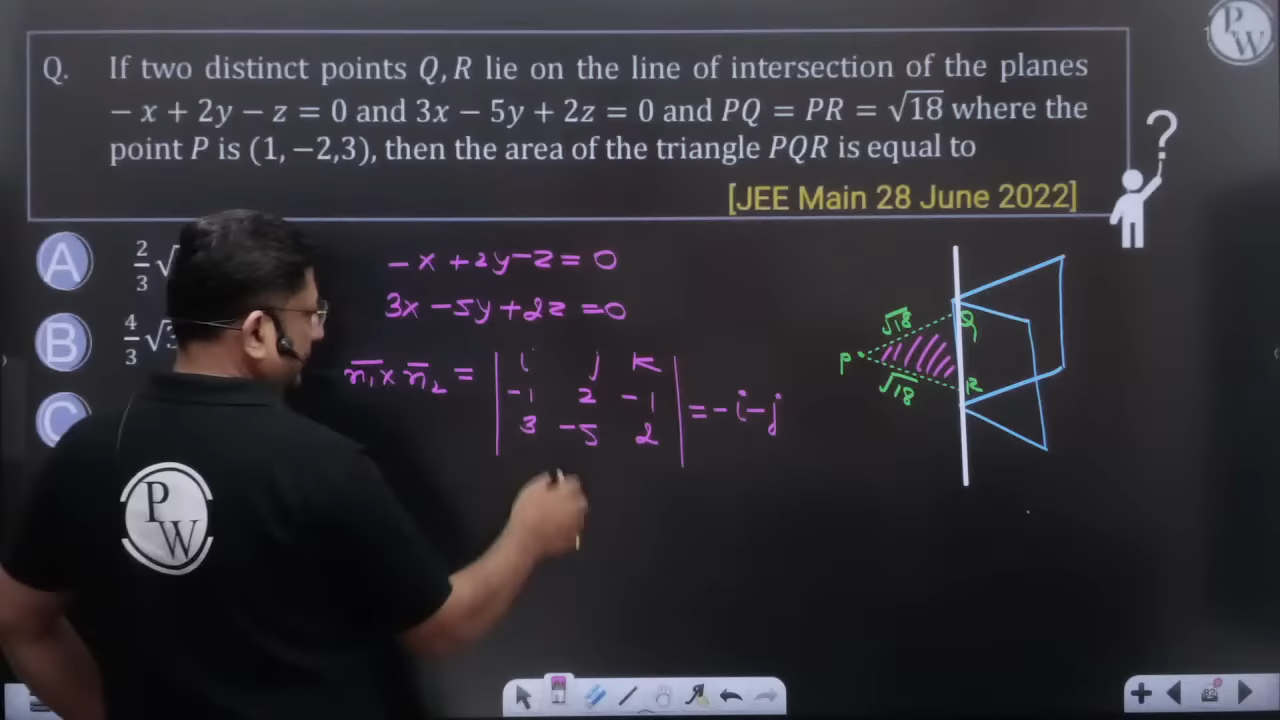 Q. If two distinct points Q, R lie on the line of intersection of the planes
− x + 2y − z = 0 and 3x − 5y + 2z = 0 and PQ = PR = √18 where the
point P is (1, −2,3), then the area of the triangle PQR is equal to
[JEE Main 28 June 2022]
?
A 2/3 √
B 4/3 √3
C
-x +2y-z = 0
3x -5y+2z =0
n̄₁ x n̄₂ = | i j k | = -i-j
| -1 2 -1 |
| 3 -5 2 |
√18
Q
P
√18
R
PW
PW
82